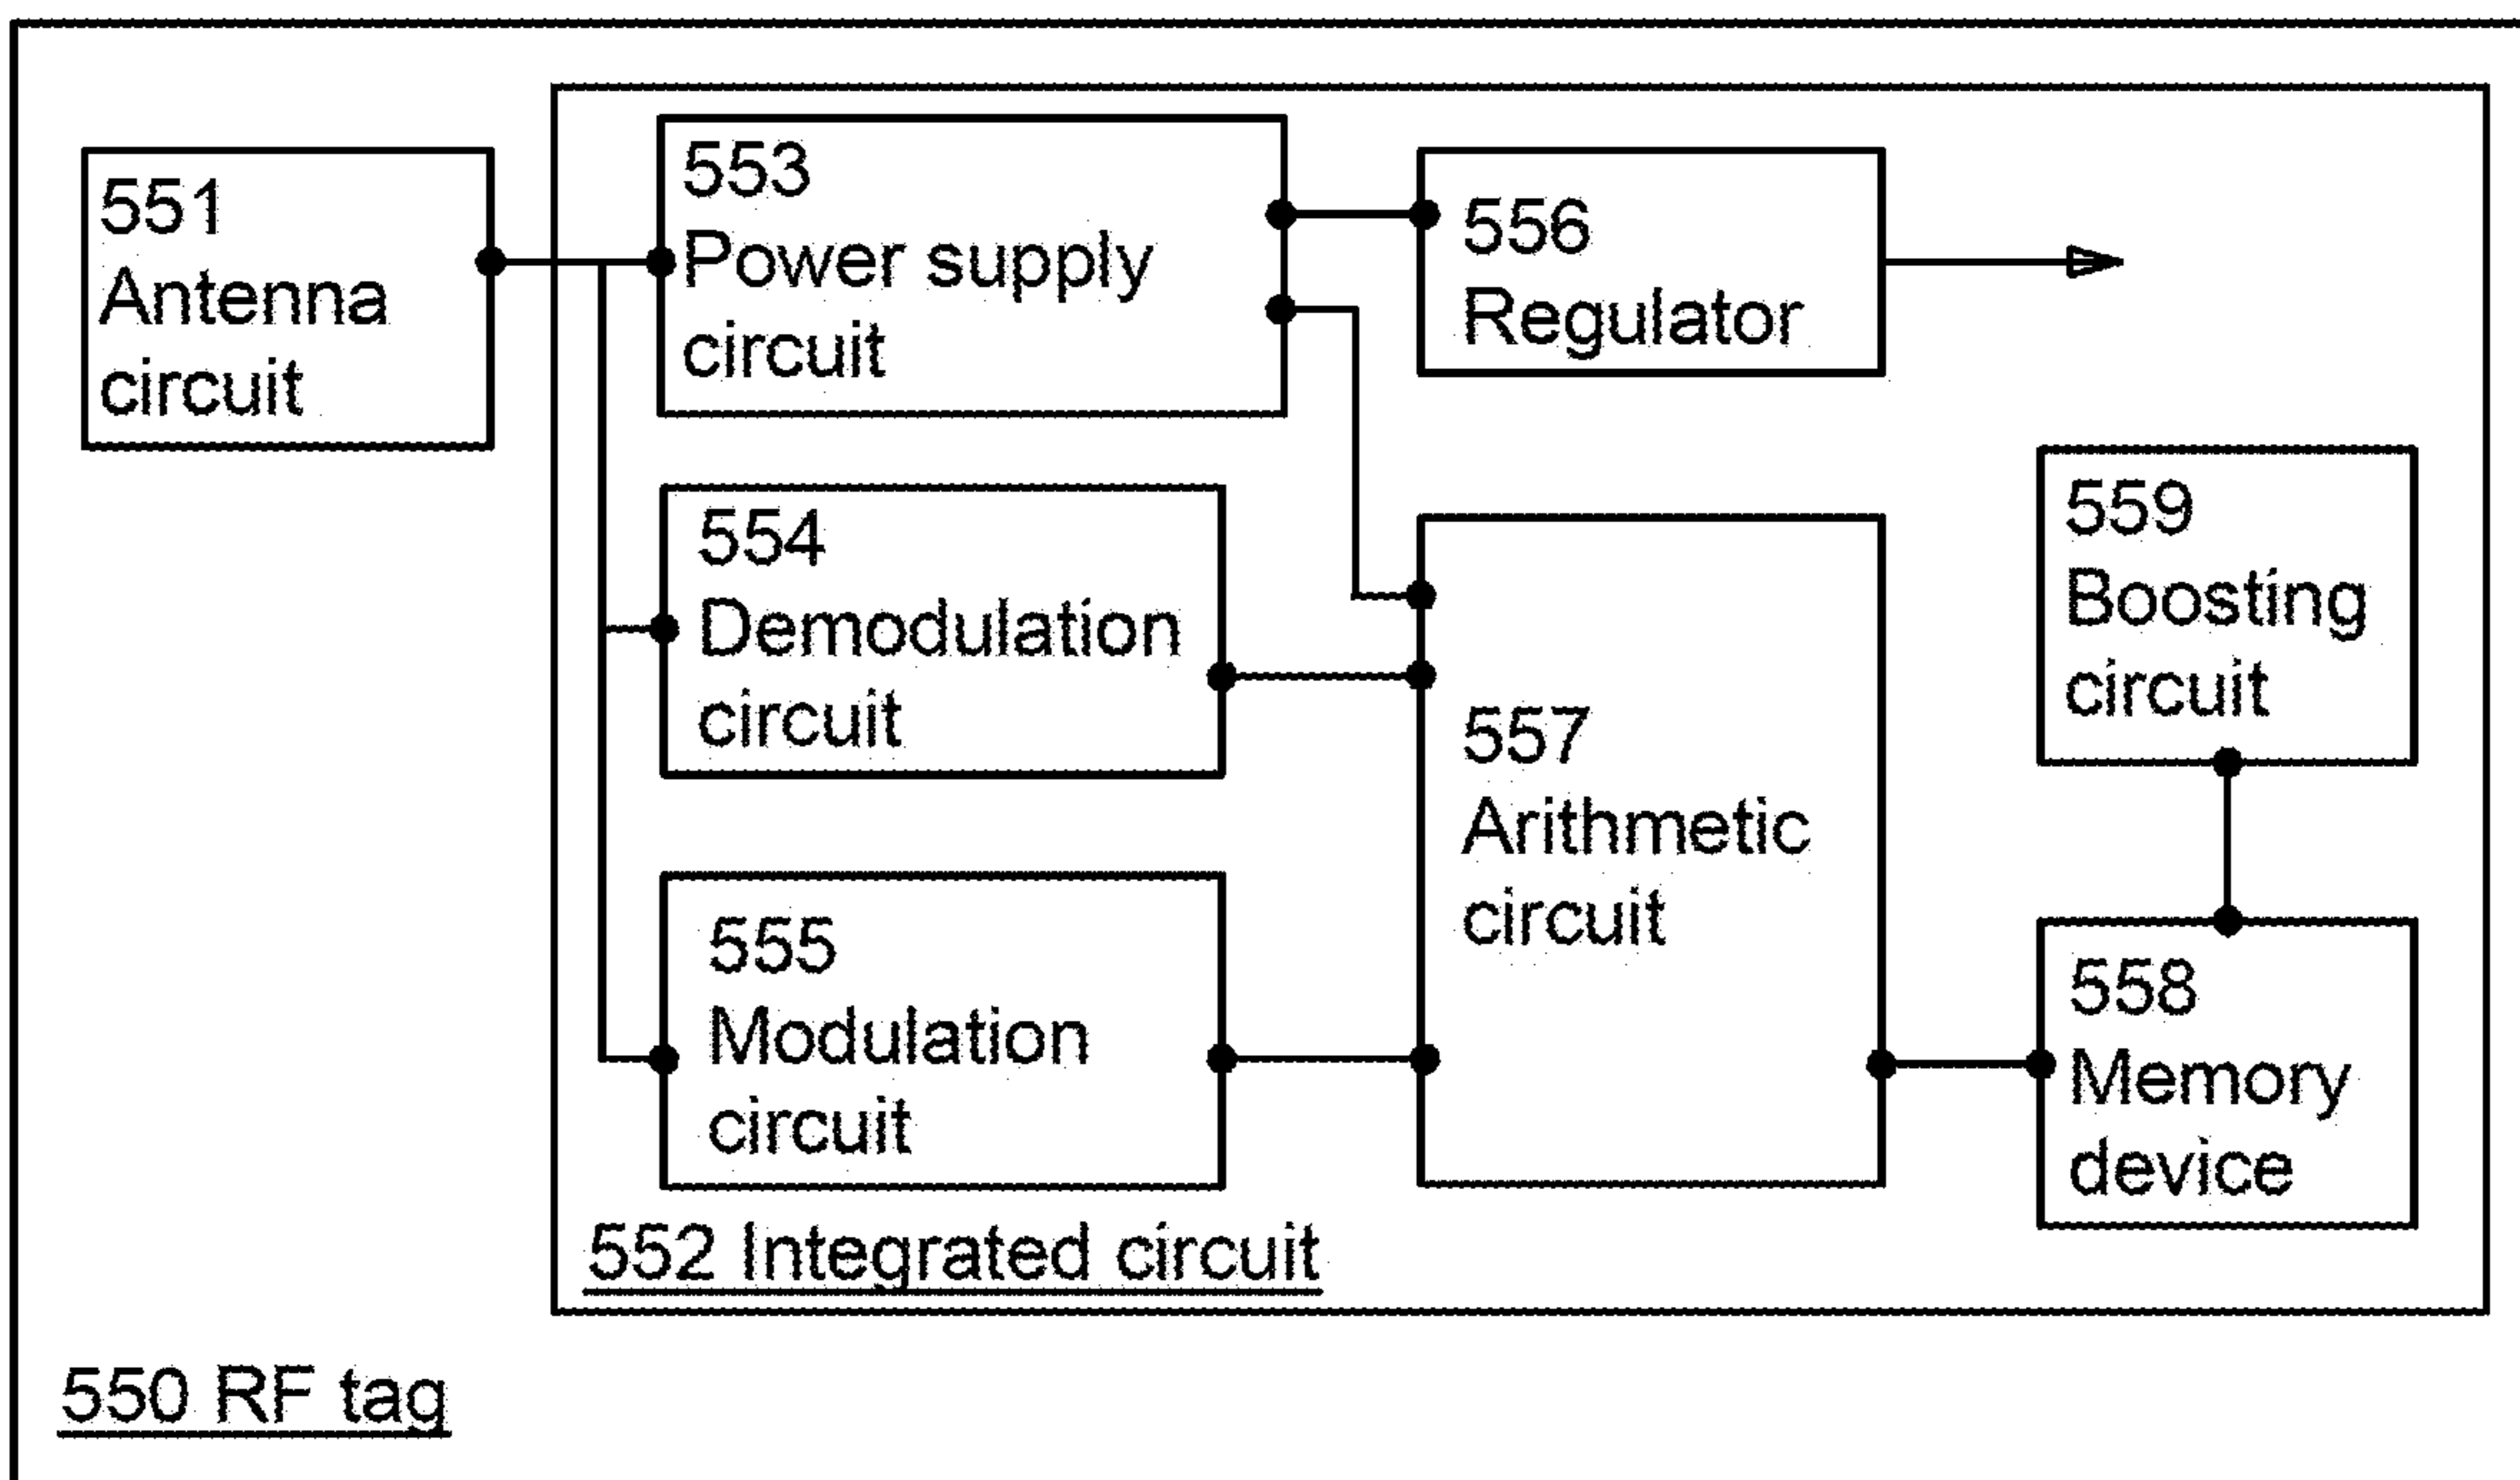 551
Antenna
circuit
553
Power supply
circuit
556
Regulator
554
Demodulation
circuit
559
Boosting
circuit
557
Arithmetic
circuit
555
Modulation
circuit
558
Memory
device
552 Integrated circuit
550 RF tag